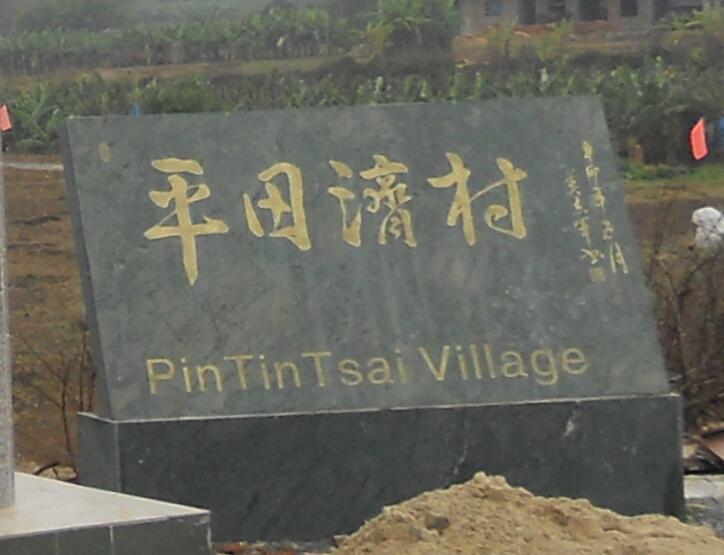 平田濟村
PinTinTsai Village